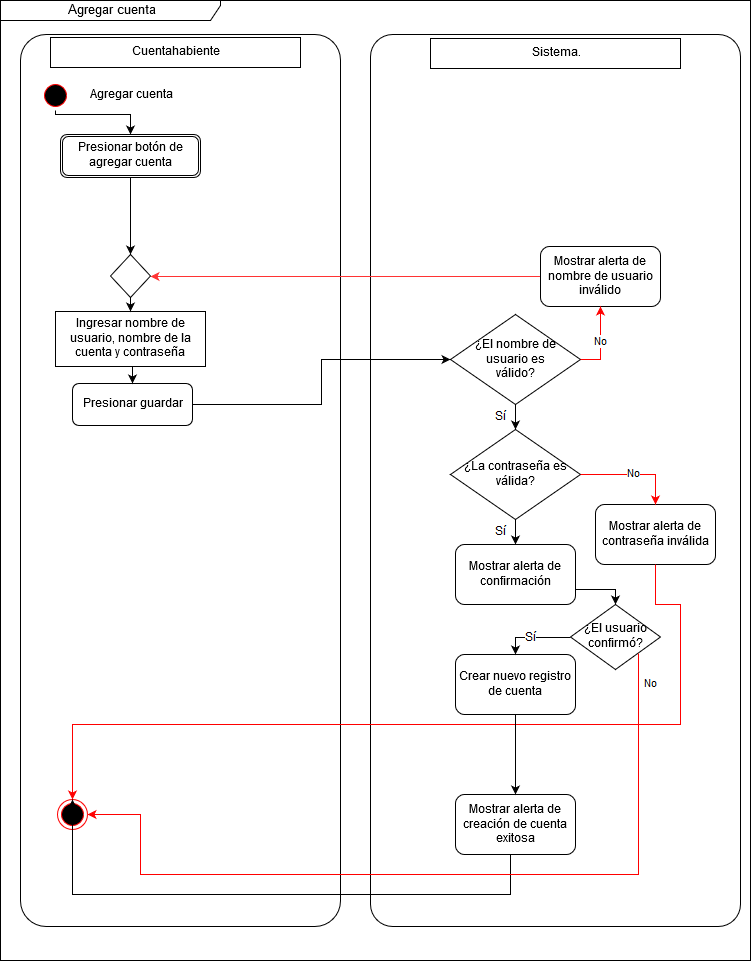 Agregar cuenta
Cuentahabiente
Sistema.
Agregar cuenta
Presionar botón de
agregar cuenta
Mostrar alerta de
nombre de usuario
inválido
Ingresar nombre de
usuario, nombre de la
cuenta y contraseña
¿El nombre de
usuario es
válido?
No
Presionar guardar
Sí
¿La contraseña es
válida?
No
Sí
Mostrar alerta de
contraseña inválida
Mostrar alerta de
confirmación
¿El usuario
confirmó?
Sí
No
Crear nuevo registro
de cuenta
Mostrar alerta de
creación de cuenta
exitosa